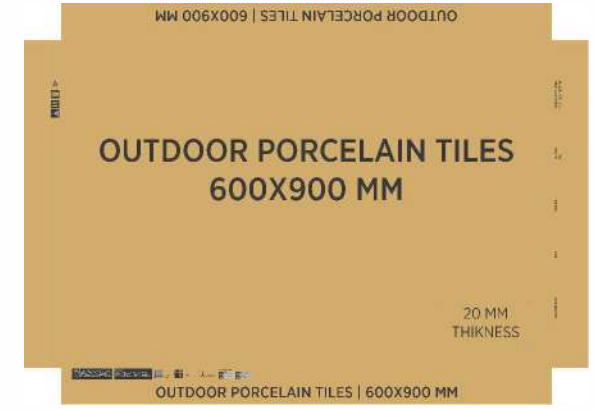 OUTDOOR PORCELAIN TILES | 600X900 MM
OUTDOOR PORCELAIN TILES
600X900 MM
20 MM
THIKNESS
OUTDOOR PORCELAIN TILES | 600X900 MM